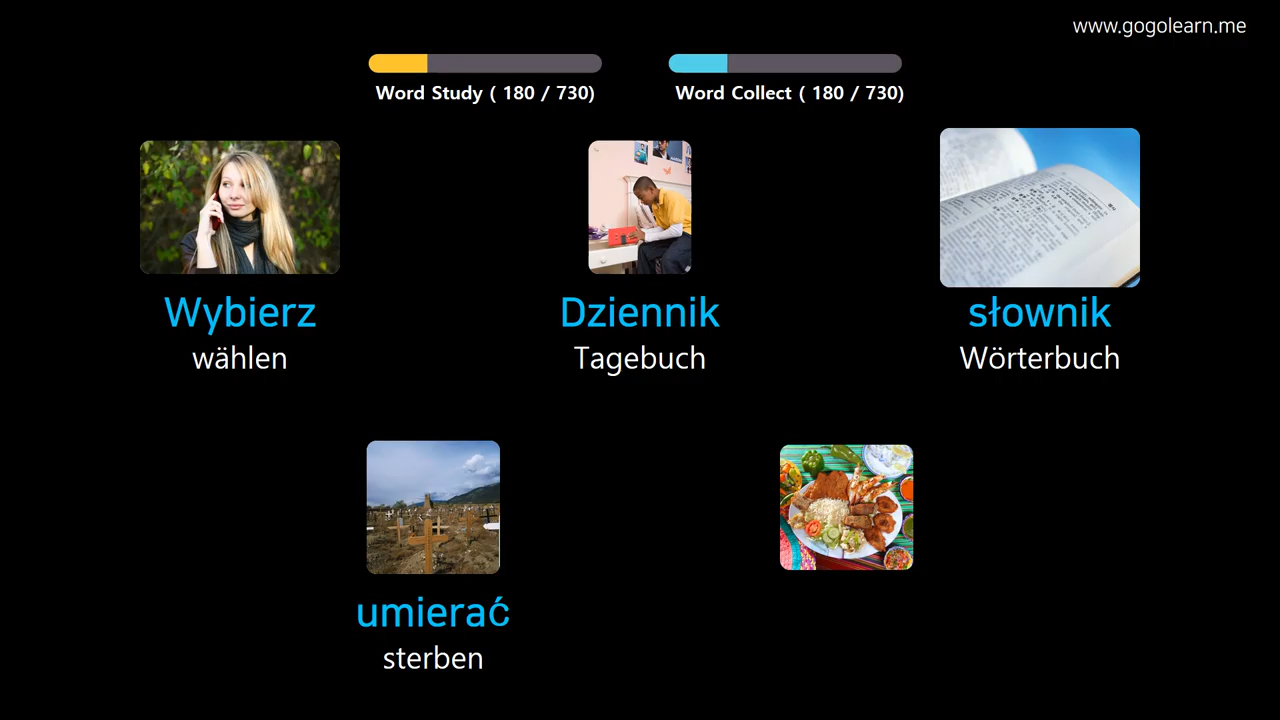 www.gogolearn.me
Word Study ( 180 / 730)
Word Collect ( 180 / 730)
Wybierz
wählen
Dziennik
Tagebuch
słownik
Wörterbuch
umierać
sterben